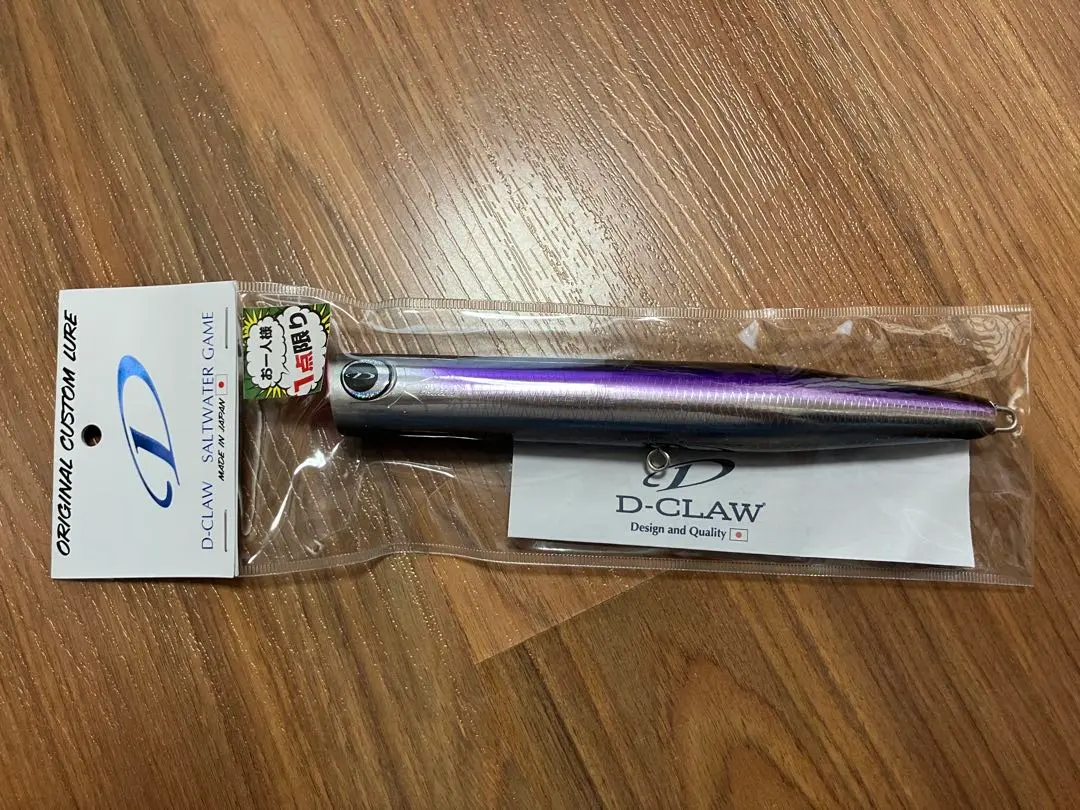 ORIGINAL CUSTOM LURE
D-CLAW SALTWATER GAME
MADE IN JAPAN
お一人様
1点限り
D-CLAW
Design and Quality